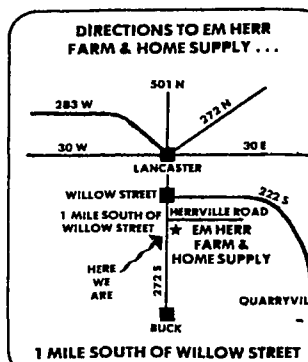 DIRECTIONS TO EM HERR
FARM & HOME SUPPLY . . .
501 N
283 W
272 N
30 W
30 E
LANCASTER
WILLOW STREET
222 S
1 MILE SOUTH OF
WILLOW STREET
HERRVILLE ROAD
★ EM HERR
FARM &
HOME SUPPLY
HERE
WE
ARE
272 S
QUARRYVIL
BUCK
1 MILE SOUTH OF WILLOW STREET